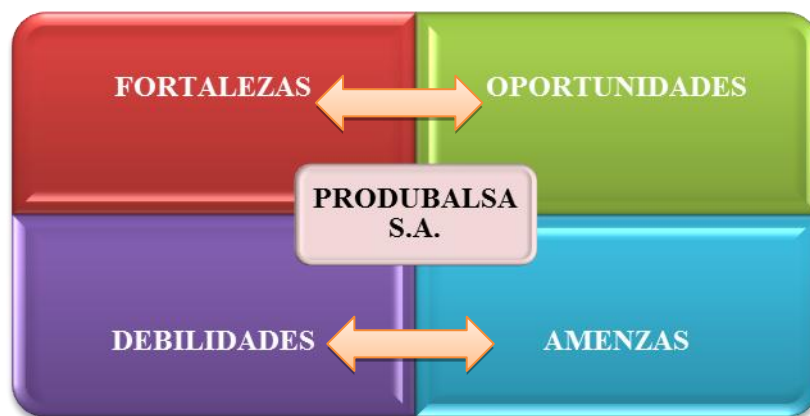 FORTALEZAS
OPORTUNIDADES
PRODUBALSA
S.A.
DEBILIDADES
AMENZAS